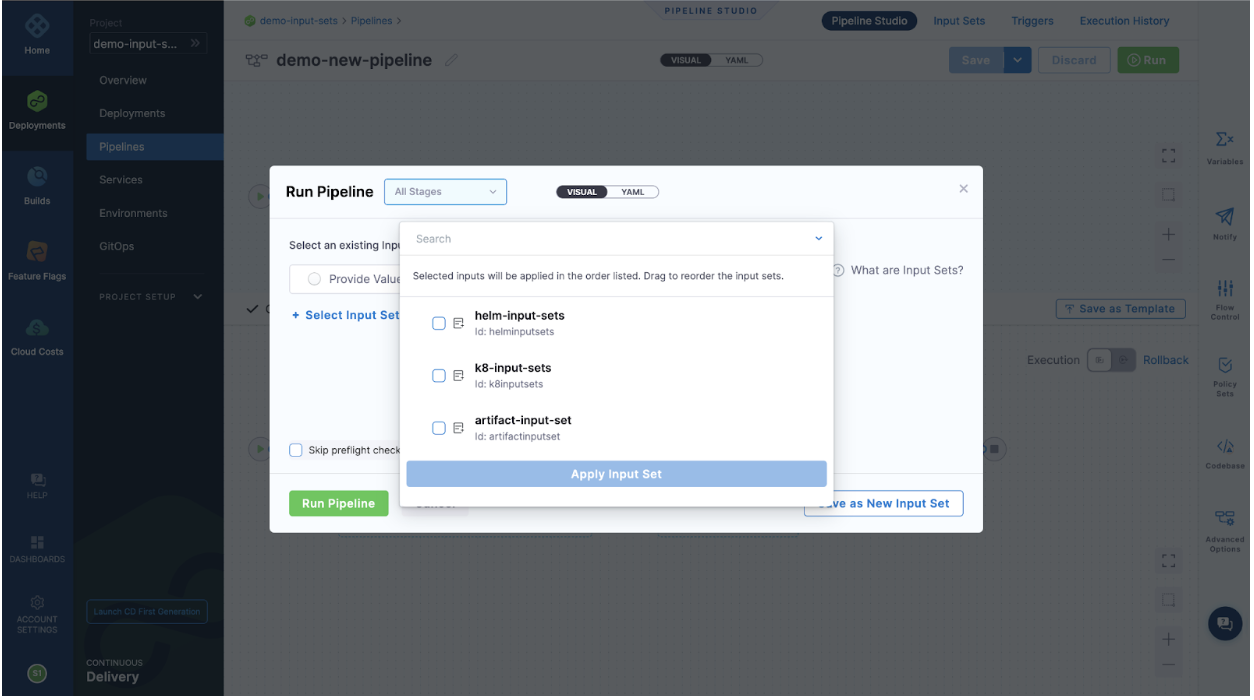 Home
Deployments
Builds
Feature Flags
Cloud Costs
HELP
DASHBOARDS
ACCOUNT
SETTINGS
S1
Project
demo-input-s...
Overview
Deployments
Pipelines
Services
Environments
GitOps
PROJECT SETUP
Launch CD First Generation
CONTINUOUS
Delivery
demo-input-sets > Pipelines >
PIPELINE STUDIO
Pipeline Studio Input Sets Triggers Execution History
demo-new-pipeline
VISUAL YAML
Save Discard Run
Run Pipeline All Stages VISUAL YAML
Select an existing Inpu
Provide Value
+ Select Input Set
Search
Selected inputs will be applied in the order listed. Drag to reorder the input sets.
helm-input-sets
Id: helminputsets
k8-input-sets
Id: k8inputsets
artifact-input-set
Id: artifactinputset
Apply Input Set
What are Input Sets?
Skip preflight check
Run Pipeline
Save as New Input Set
Save as Template
Execution Rollback
Variables
Notify
Flow
Control
Policy
Sets
Codebase
Advanced
Options